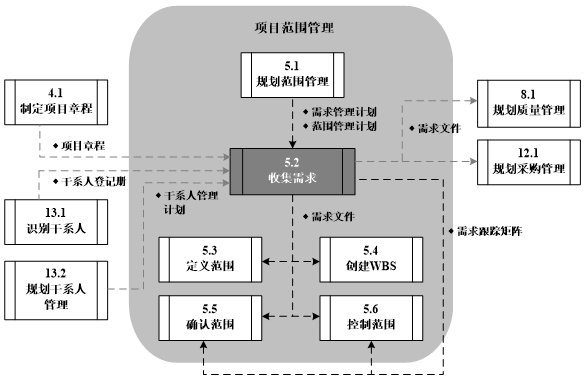 项目范围管理
5.1
规划范围管理
4.1
制定项目章程
8.1
规划质量管理
◆ 需求管理计划
◆ 范围管理计划
◆ 需求文件
◆ 项目章程
5.2
收集需求
12.1
规划采购管理
◆ 干系人登记册
◆ 干系人管理
计划
13.1
识别干系人
◆ 需求文件
◆ 需求跟踪矩阵
5.3
定义范围
5.4
创建WBS
13.2
规划干系人
管理
5.5
确认范围
5.6
控制范围